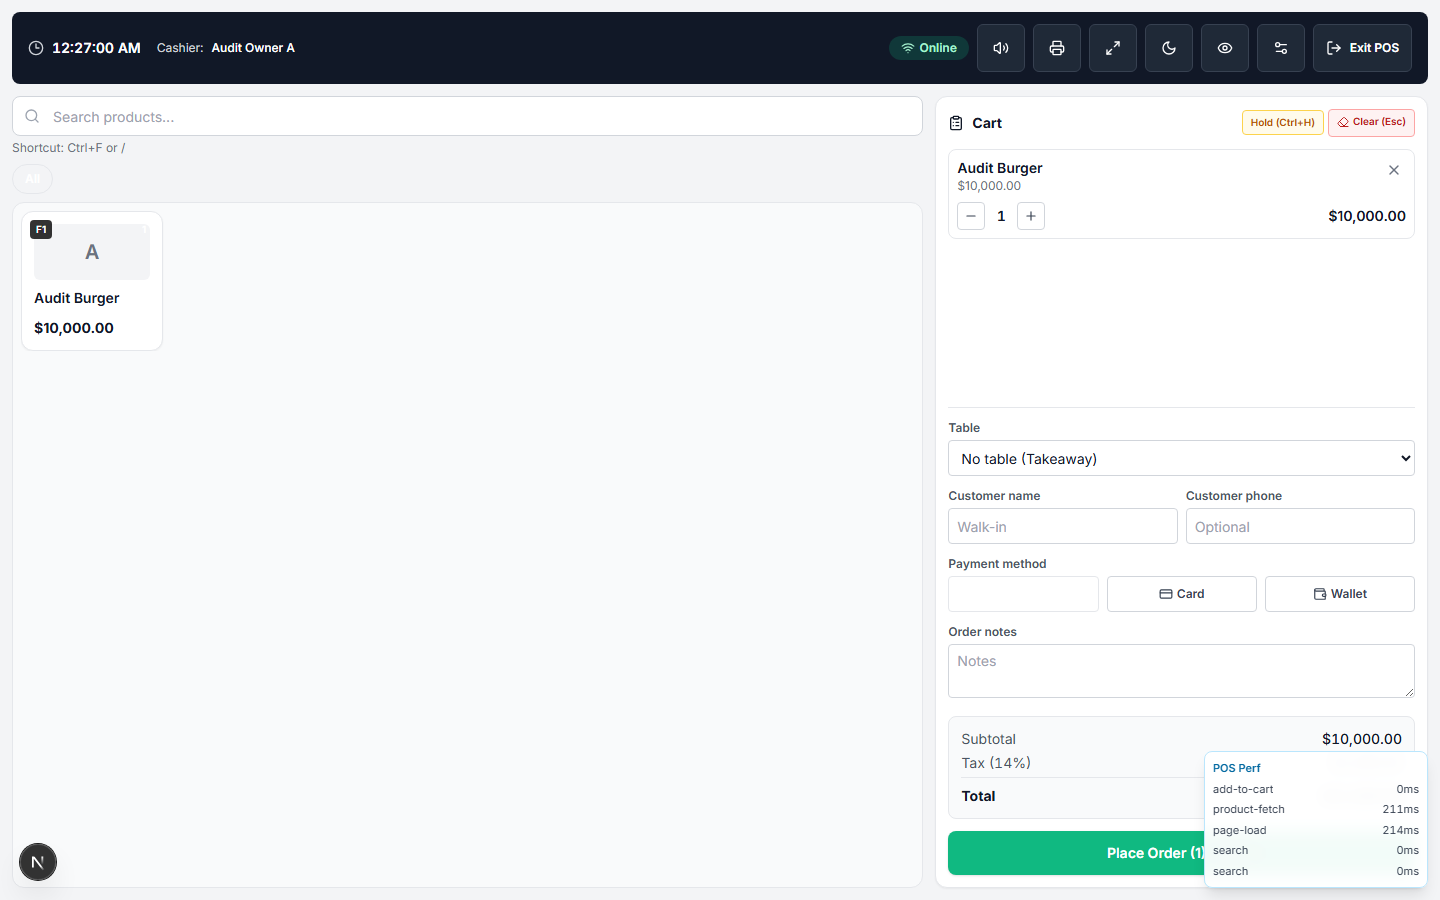 12:27:00 AM Cashier: Audit Owner A
Online
Exit POS
Search products...
Shortcut: Ctrl+F or /
All
F1
A
Audit Burger
$10,000.00
Cart
Hold (Ctrl+H)
Clear (Esc)
Audit Burger
$10,000.00
1
$10,000.00
Table
No table (Takeaway)
Customer name
Customer phone
Walk-in
Optional
Payment method
Card
Wallet
Order notes
Notes
Subtotal $10,000.00
Tax (14%)
Total
Place Order (1)
POS Perf
add-to-cart 0ms
product-fetch 211ms
page-load 214ms
search 0ms
search 0ms
N